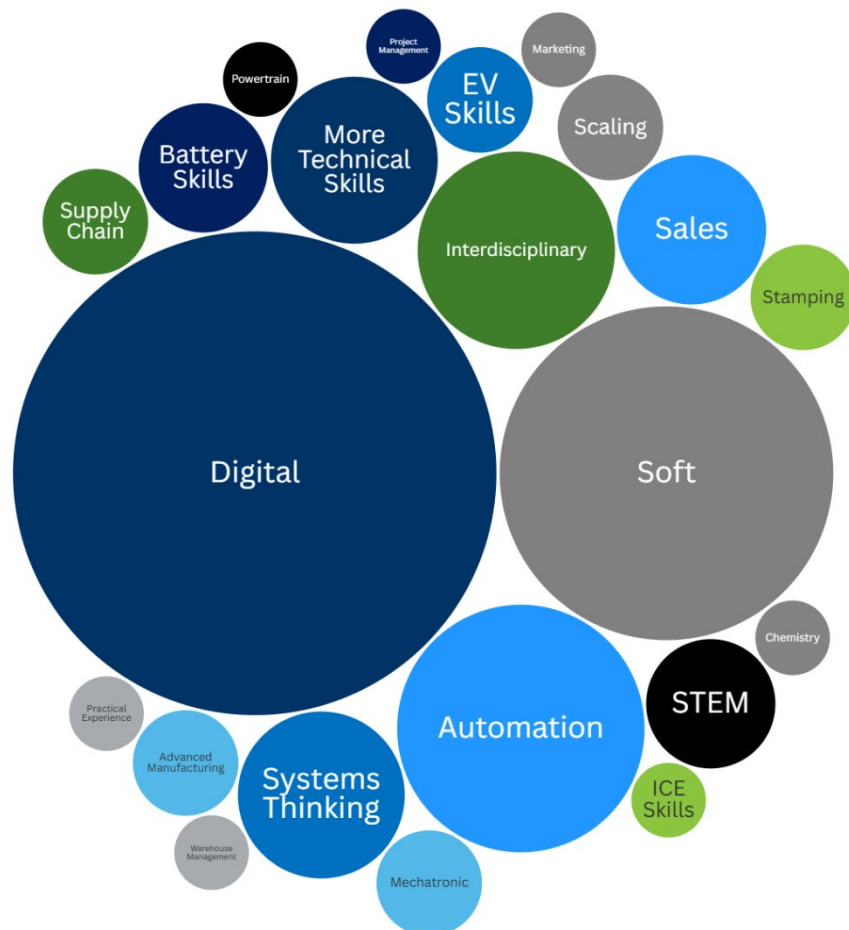 Project
Management
Marketing
Powertrain
EV
Skills
Scaling
More
Technical
Skills
Battery
Skills
Supply
Chain
Interdisciplinary
Sales
Stamping
Digital
Soft
Chemistry
STEM
Practical
Experience
Automation
Advanced
Manufacturing
Systems
Thinking
ICE
Skills
Warehouse
Management
Mechatronic